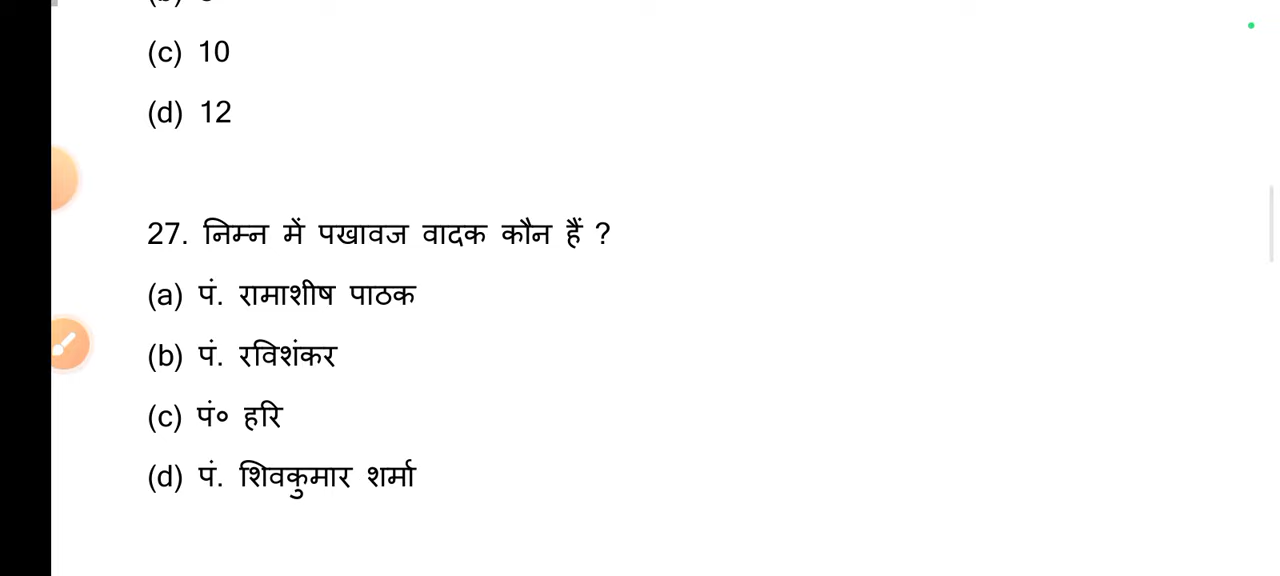 (c) 10
(d) 12
27. निम्न में पखावज वादक कौन हैं ?
(a) पं. रामाशीष पाठक
(b) पं. रविशंकर
(c) पं० हरि
(d) पं. शिवकुमार शर्मा